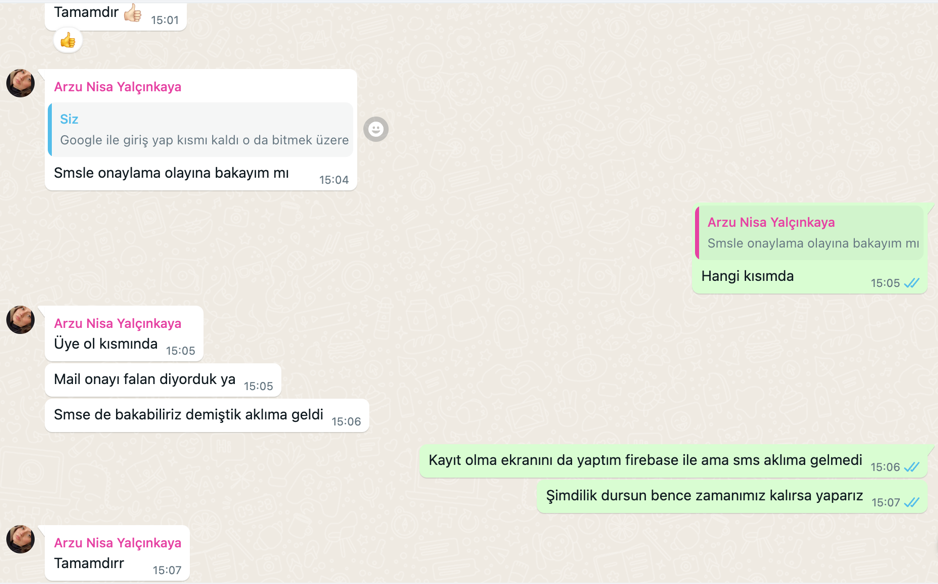 Tamamdır 👍🏻 15:01
👍
Arzu Nisa Yalçınkaya
Siz
Google ile giriş yap kısmı kaldı o da bitmek üzere
Smsle onaylama olayına bakayım mı 15:04
Arzu Nisa Yalçınkaya
Smsle onaylama olayına bakayım mı
Hangi kısımda 15:05
Arzu Nisa Yalçınkaya
Üye ol kısmında 15:05
Mail onayı falan diyorduk ya 15:05
Smse de bakabiliriz demiştik aklıma geldi 15:06
Kayıt olma ekranını da yaptım firebase ile ama sms aklıma gelmedi 15:06
Şimdilik dursun bence zamanımız kalırsa yaparız 15:07
Arzu Nisa Yalçınkaya
Tamamdırr 15:07